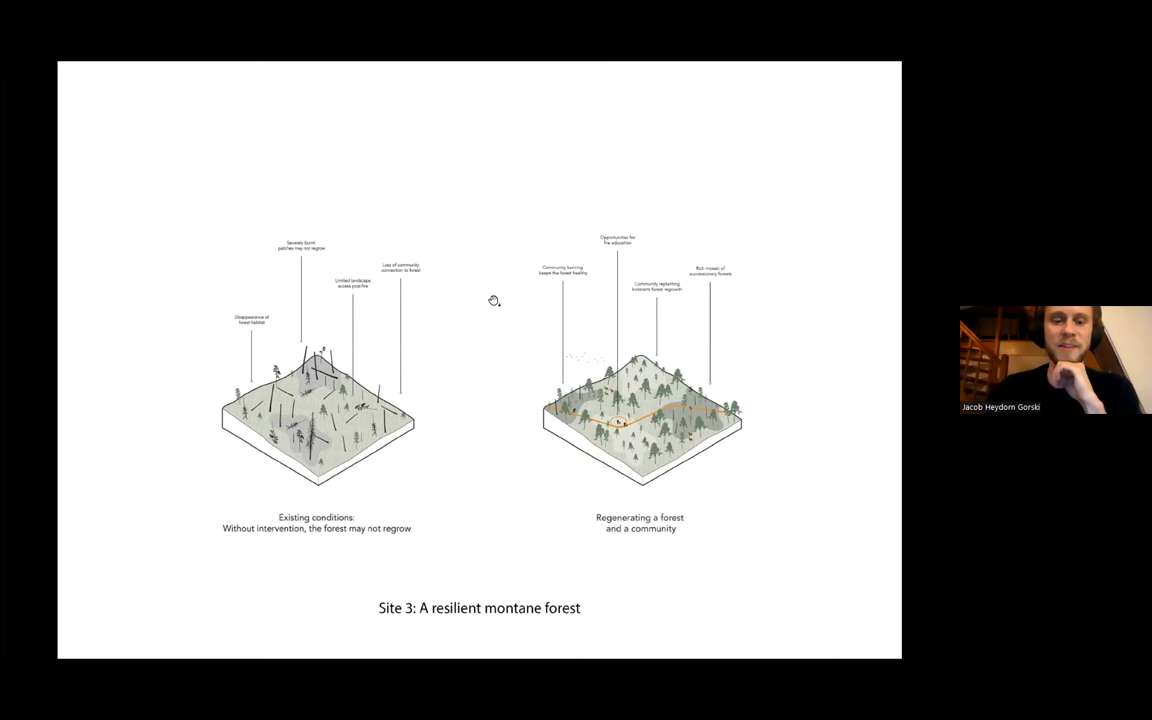 Severely burnt
patches may not regrow
Loss of community
connection to forest
Limited landscape
access post-fire
Disappearance of
forest habitat
Existing conditions:
Without intervention, the forest may not regrow
Opportunities for
fire education
Community burning
keeps the forest healthy
Rich mosaic of
successionary forests
Community replanting
kickstarts forest regrowth
Regenerating a forest
and a community
Site 3: A resilient montane forest
Jacob Heydorn Gorski